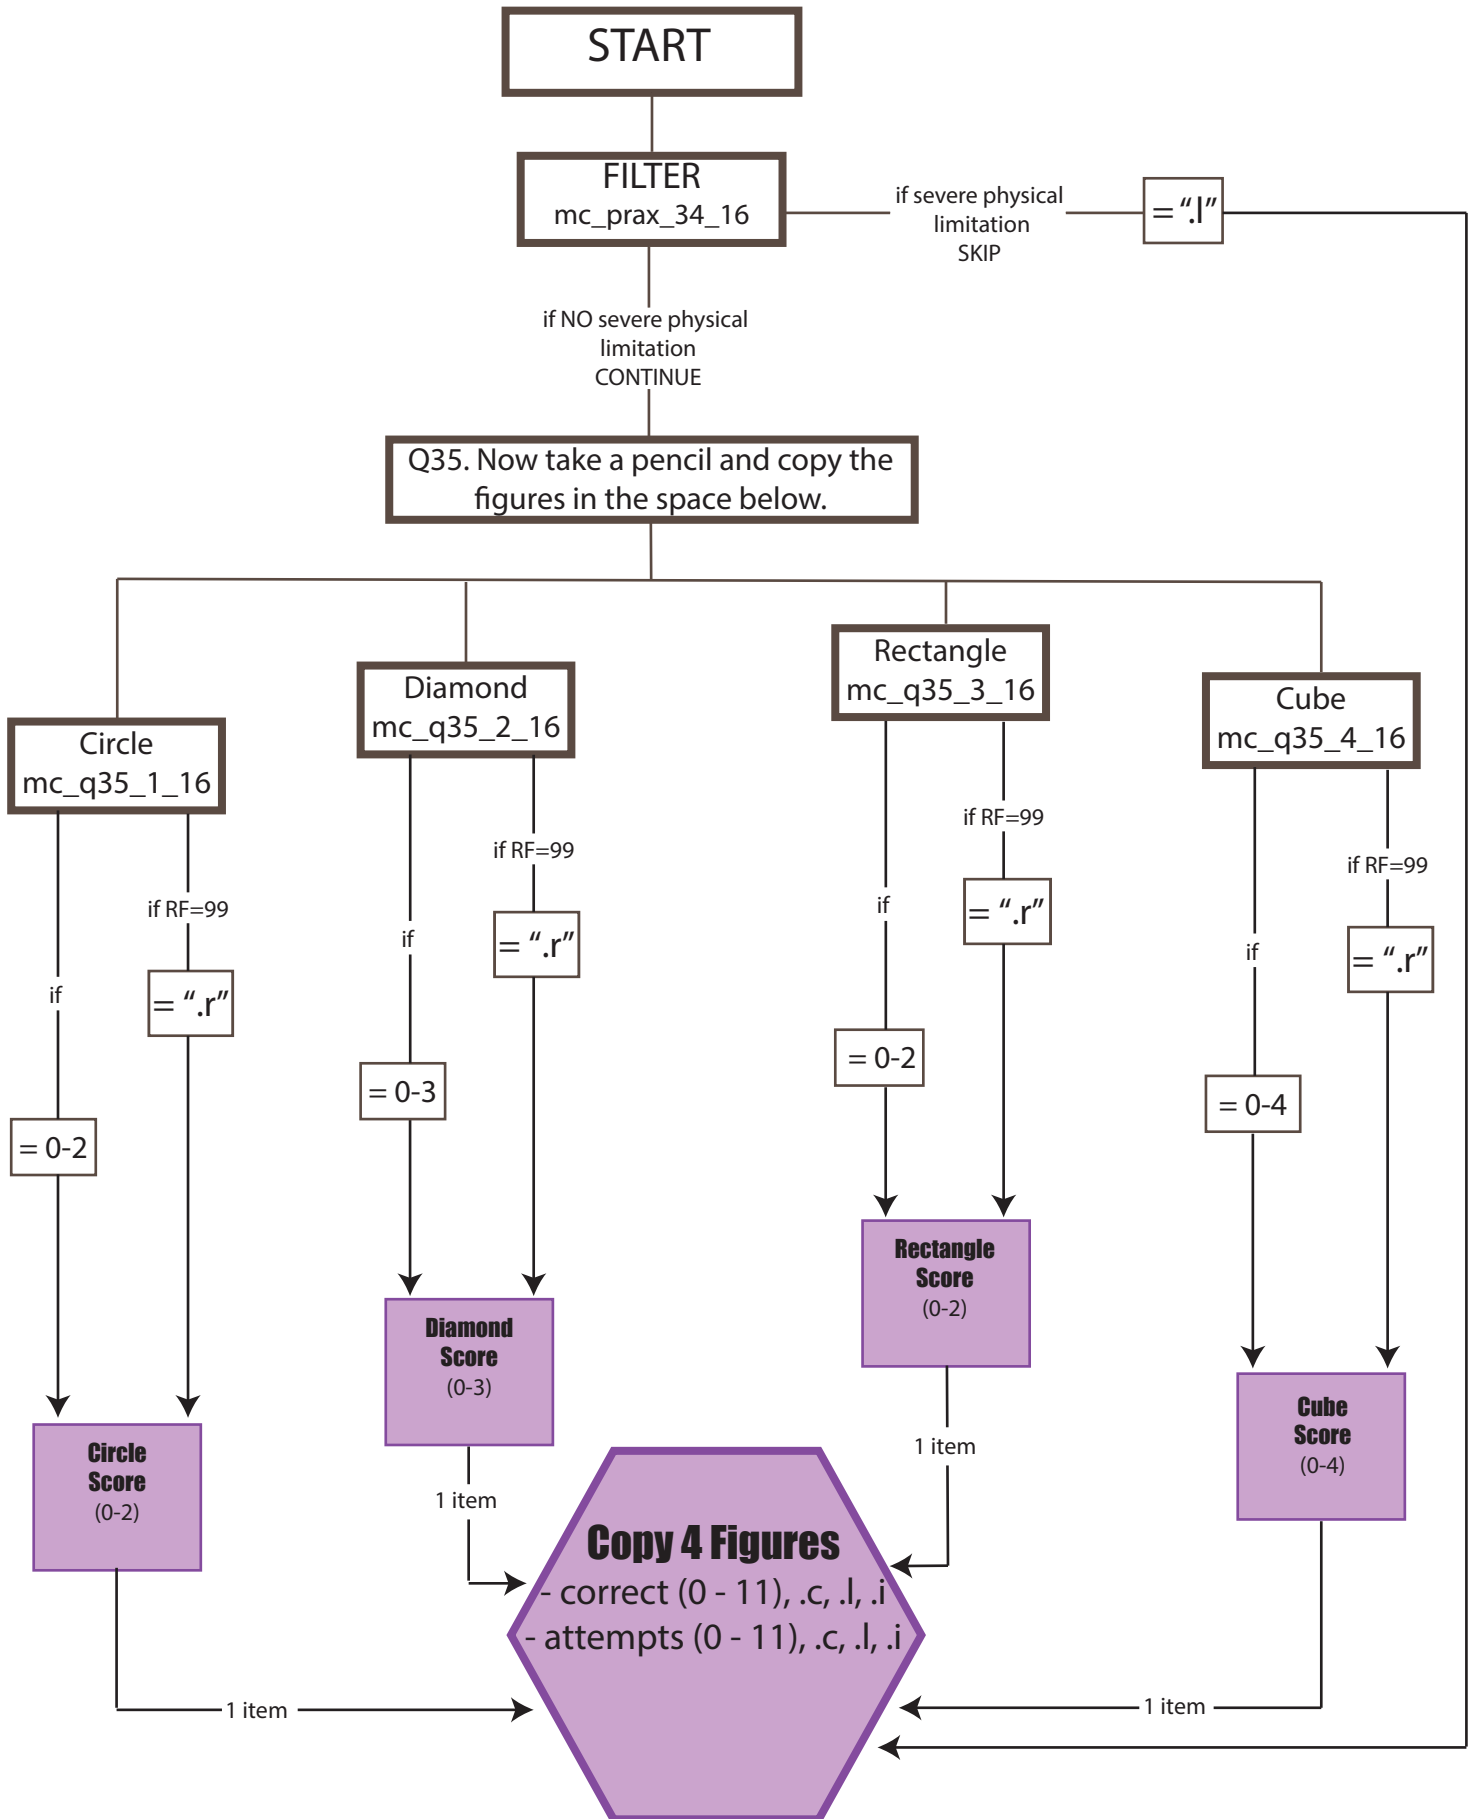 START
FILTER
mc_prax_34_16
if severe physical
limitation
SKIP
= “.l”
if NO severe physical
limitation
CONTINUE
Q35. Now take a pencil and copy the
figures in the space below.
Circle
mc_q35_1_16
Diamond
mc_q35_2_16
Rectangle
mc_q35_3_16
Cube
mc_q35_4_16
if
if RF=99
= “.r”
= 0-2
if
if RF=99
= “.r”
= 0-3
if
if RF=99
= “.r”
= 0-2
if
if RF=99
= “.r”
= 0-4
Circle
Score
(0-2)
Diamond
Score
(0-3)
Rectangle
Score
(0-2)
Cube
Score
(0-4)
1 item
1 item
1 item
1 item
Copy 4 Figures
- correct (0 - 11), .c, .l, .i
- attempts (0 - 11), .c, .l, .i